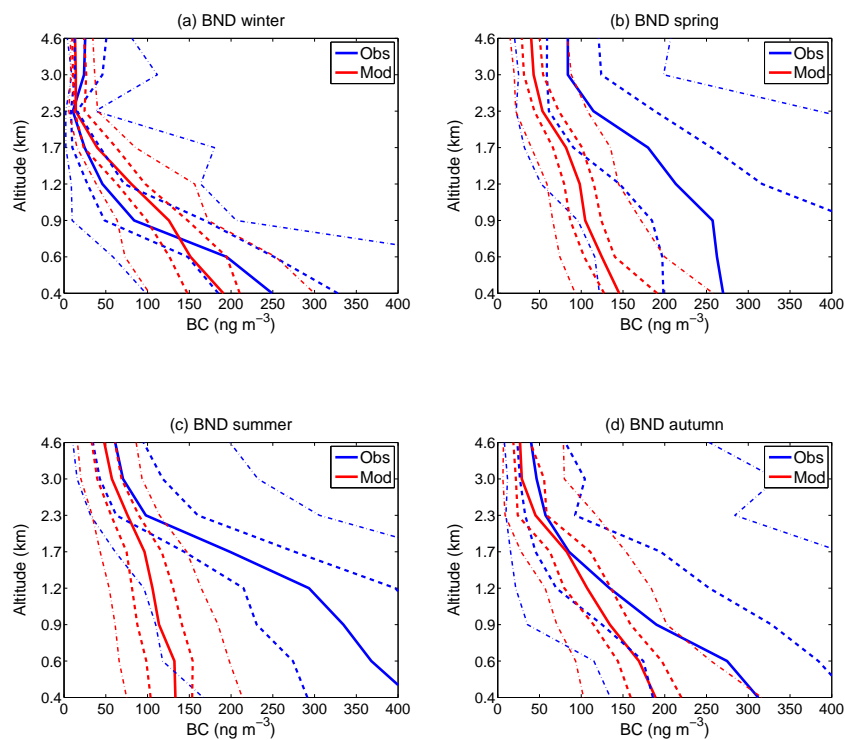 (a) BND winter
4.6
3.0
2.3
1.7
1.2
0.9
0.6
0.4
Altitude (km)
Obs
Mod
0 50 100 150 200 250 300 350 400
BC (ng m⁻³)
(b) BND spring
4.6
3.0
2.3
1.7
1.2
0.9
0.6
0.4
Altitude (km)
Obs
Mod
0 50 100 150 200 250 300 350 400
BC (ng m⁻³)
(c) BND summer
4.6
3.0
2.3
1.7
1.2
0.9
0.6
0.4
Altitude (km)
Obs
Mod
0 50 100 150 200 250 300 350 400
BC (ng m⁻³)
(d) BND autumn
4.6
3.0
2.3
1.7
1.2
0.9
0.6
0.4
Altitude (km)
Obs
Mod
0 50 100 150 200 250 300 350 400
BC (ng m⁻³)